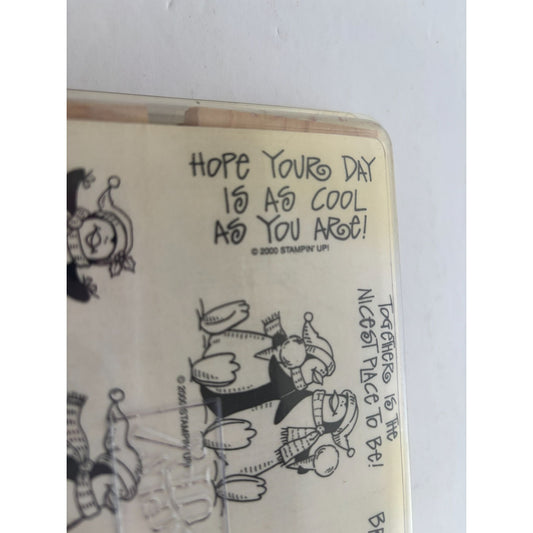 HOPE YOUR DAY
IS AS COOL
AS YOU ARE!
© 2000 STAMPIN' UP!
TOGETHER IS THE
NICEST PLACE TO BE!
© 2000 STAMPIN' UP!